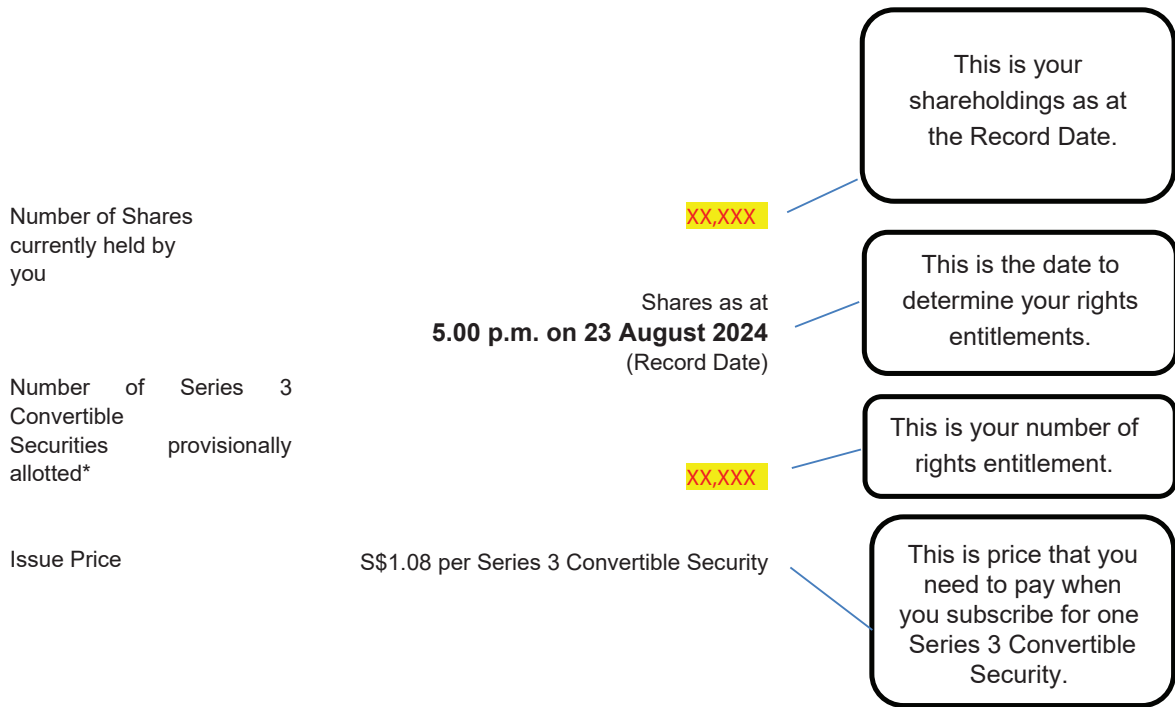 This is your
shareholdings as at
the Record Date.
Number of Shares
currently held by
you
XX,XXX
Shares as at
5.00 p.m. on 23 August 2024
(Record Date)
This is the date to
determine your rights
entitlements.
Number of Series 3
Convertible
Securities provisionally
allotted*
XX,XXX
This is your number of
rights entitlement.
Issue Price
S$1.08 per Series 3 Convertible Security
This is price that you
need to pay when
you subscribe for one
Series 3 Convertible
Security.